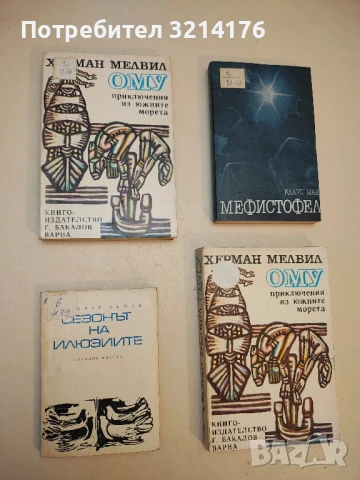 Потребител: 3214176
ХЕРМАН МЕЛВИЛ
ОМУ
приключения
из южните
морета
КНИГО-
ИЗДАТЕЛСТВО
Г. БАКАЛОВ
ВАРНА
КЛАУС МАН
МЕФИСТОФЕЛ
СЕЗОНЪТ
НА
ИЛЮЗИИТЕ
ХЕРМАН МЕЛВИЛ
ОМУ
приключения
из южните
морета
КНИГО-
ИЗДАТЕЛСТВО
Г. БАКАЛОВ
ВАРНА
bazar